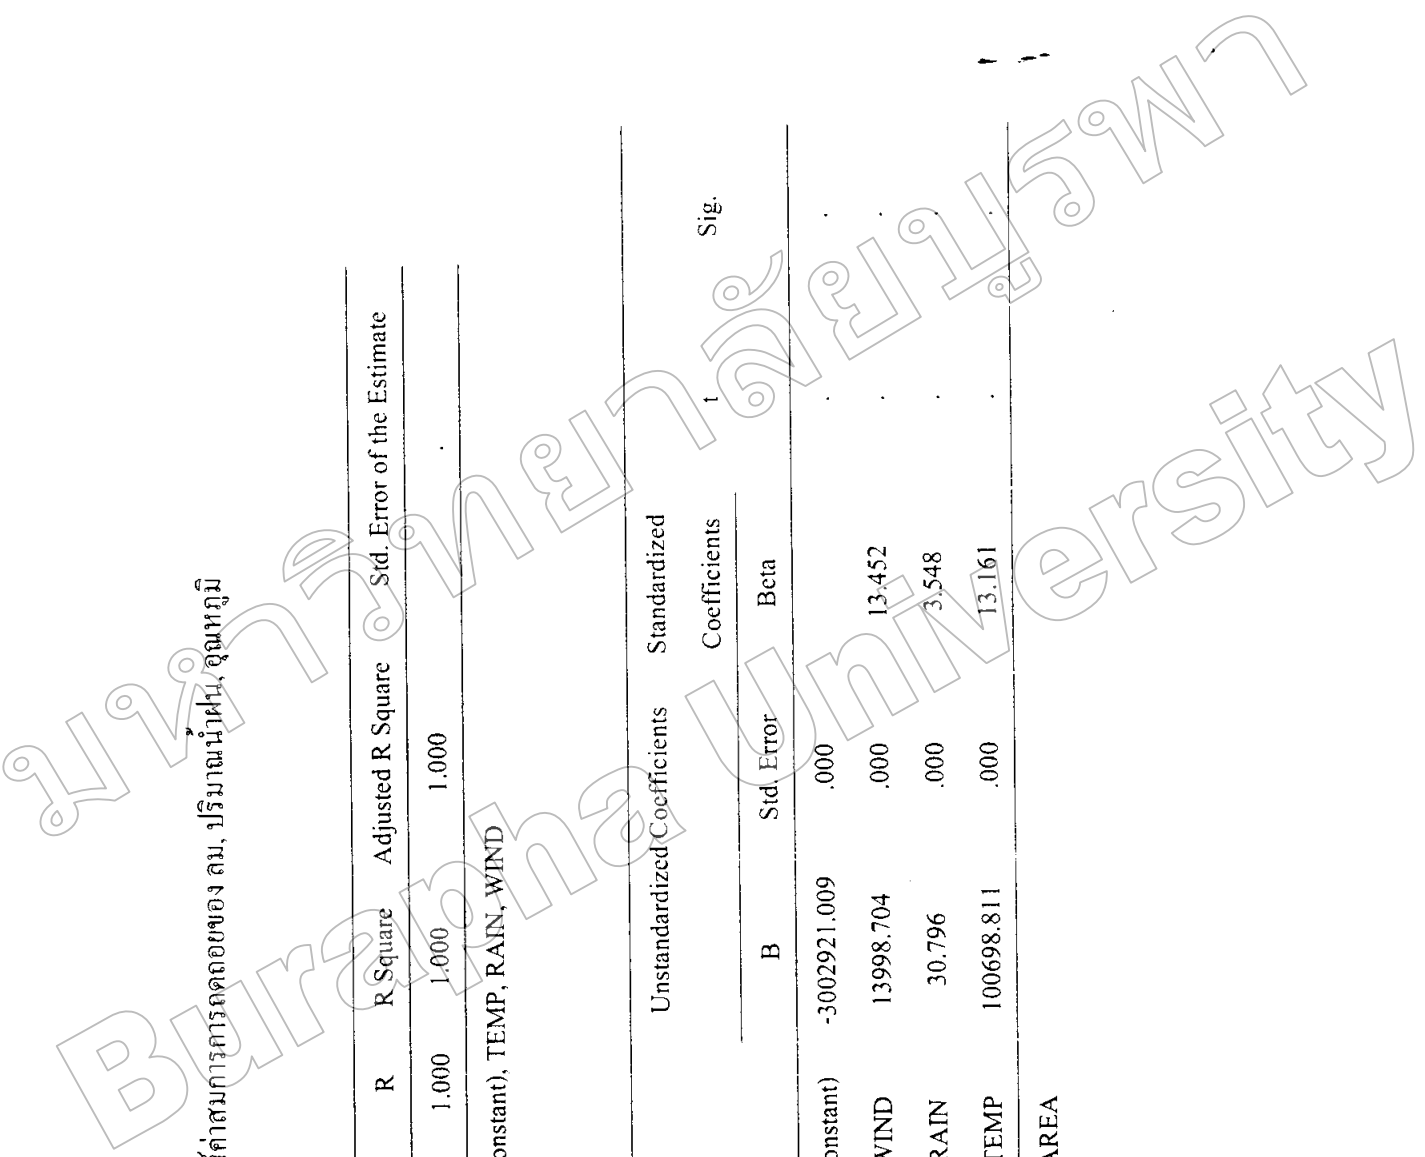 ค่าสมการการถดถอยของ ลม, ปริมาณน้ำฝน, อุณหภูมิ
R R Square Adjusted R Square Std. Error of the Estimate
1.000 1.000 1.000 .
onstant), TEMP, RAIN, WIND
Unstandardized Coefficients Standardized
Coefficients t Sig.
B Std. Error Beta
onstant) -3002921.009 .000 . .
WIND 13998.704 .000 13.452 . .
RAIN 30.796 .000 3.548 . .
TEMP 100698.811 .000 13.161 . .
AREA
มหาวิทยาลัยบูรพา
Burapha University